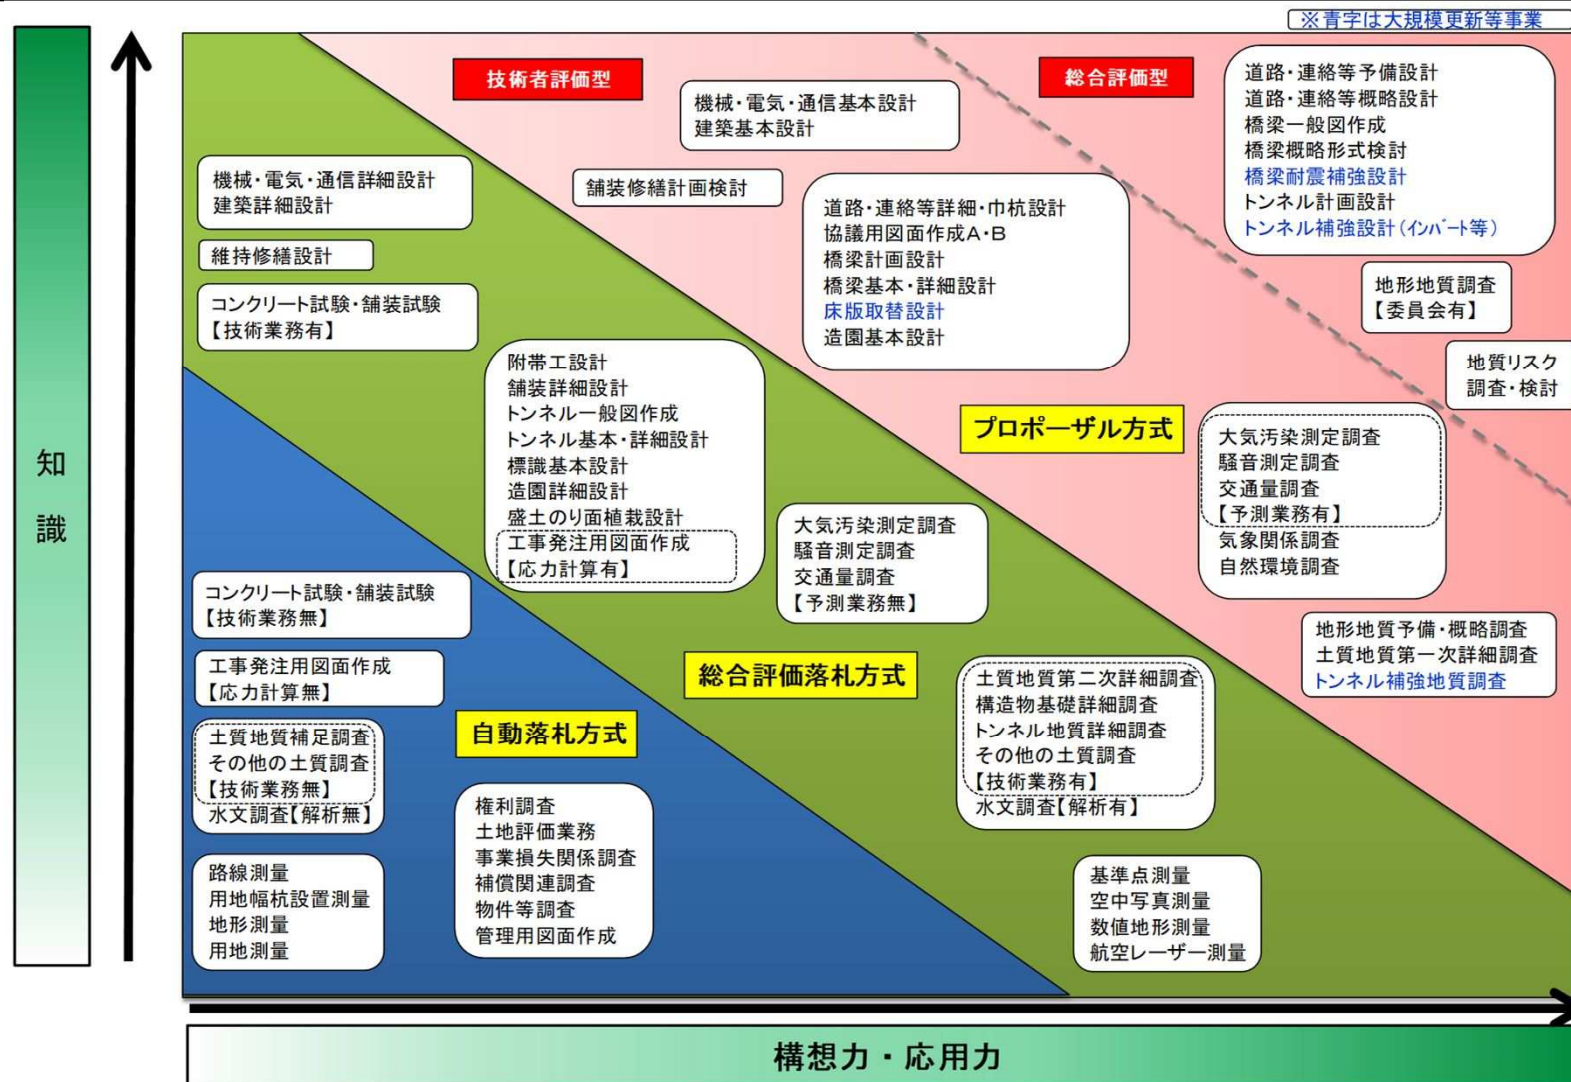 ※青字は大規模更新等事業
知
識
技術者評価型
総合評価型
機械・電気・通信基本設計
建築基本設計
道路・連絡等予備設計
道路・連絡等概略設計
橋梁一般図作成
橋梁概略形式検討
橋梁耐震補強設計
トンネル計画設計
トンネル補強設計(インバート等)
機械・電気・通信詳細設計
建築詳細設計
舗装修繕計画検討
道路・連絡等詳細・巾杭設計
協議用図面作成A・B
橋梁計画設計
橋梁基本・詳細設計
床版取替設計
造園基本設計
維持修繕設計
コンクリート試験・舗装試験
【技術業務有】
地形地質調査
【委員会有】
地質リスク
調査・検討
附帯工設計
舗装詳細設計
トンネル一般図作成
トンネル基本・詳細設計
標識基本設計
造園詳細設計
盛土のり面植栽設計
工事発注用図面作成
【応力計算有】
プロポーザル方式
大気汚染測定調査
騒音測定調査
交通量調査
【予測業務有】
気象関係調査
自然環境調査
大気汚染測定調査
騒音測定調査
交通量調査
【予測業務無】
コンクリート試験・舗装試験
【技術業務無】
地形地質予備・概略調査
土質地質第一次詳細調査
トンネル補強地質調査
工事発注用図面作成
【応力計算無】
総合評価落札方式
土質地質第二次詳細調査
構造物基礎詳細調査
トンネル地質詳細調査
その他の土質調査
【技術業務有】
水文調査【解析有】
自動落札方式
土質地質補足調査
その他の土質調査
【技術業務無】
水文調査【解析無】
権利調査
土地評価業務
事業損失関係調査
補償関連調査
物件等調査
管理用図面作成
路線測量
用地幅杭設置測量
地形測量
用地測量
基準点測量
空中写真測量
数値地形測量
航空レーザー測量
構想力・応用力